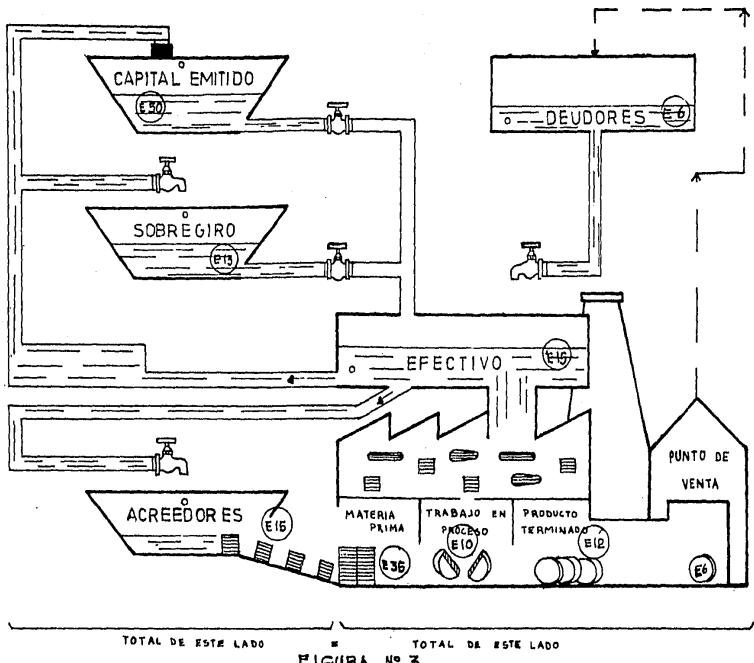 CAPITAL EMITIDO
E50
DEUDORES
E6
SOBREGIRO
E13
EFECTIVO
E15
PUNTO DE
VENTA
ACREEDORES
E15
MATERIA
PRIMA
E36
TRABAJO EN
PROCESO
E10
PRODUCTO
TERMINADO
E12
E6
TOTAL DE ESTE LADO = TOTAL DE ESTE LADO
FIGURA Nº 3